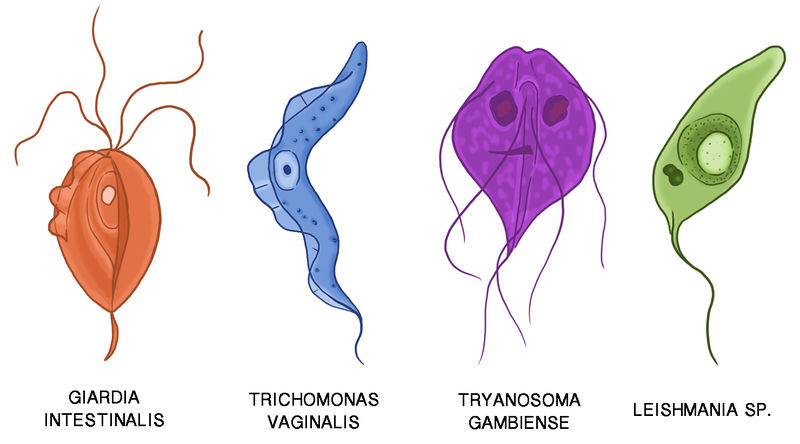 GIARDIA
INTESTINALIS
TRICHOMONAS
VAGINALIS
TRYANOSOMA
GAMBIENSE
LEISHMANIA SP.